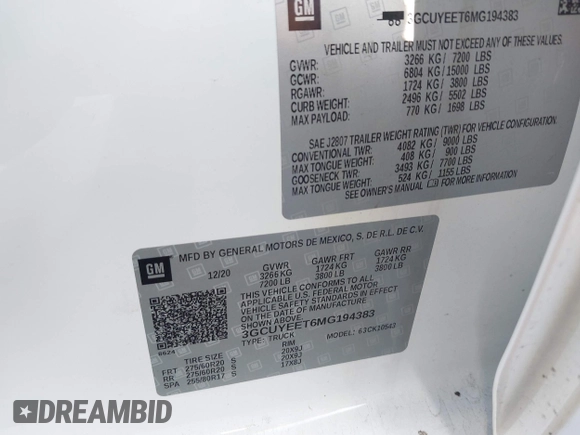 GM
3GCUYEET6MG194383
VEHICLE AND TRAILER MUST NOT EXCEED ANY OF THESE VALUES.
GVWR: 3266 KG / 7200 LBS
GCWR: 6804 KG / 15000 LBS
RGAWR: 1724 KG / 3800 LBS
CURB WEIGHT: 2496 KG / 5502 LBS
MAX PAYLOAD: 770 KG / 1698 LBS
SAE J2807 TRAILER WEIGHT RATING (TWR) FOR VEHICLE CONFIGURATION.
CONVENTIONAL TWR: 4082 KG / 9000 LBS
MAX TONGUE WEIGHT: 408 KG / 900 LBS
GOOSENECK TWR: 3493 KG / 7700 LBS
MAX TONGUE WEIGHT: 524 KG / 1155 LBS
SEE OWNER'S MANUAL FOR ADDITIONAL INFORMATION.
GM
MFD BY GENERAL MOTORS DE MEXICO, S. DE R.L. DE C.V.
12/20 GVWR GAWR FRT GAWR RR
3266 KG 1724 KG 1724 KG
7200 LB 3800 LB 3800 LB
THIS VEHICLE CONFORMS TO ALL
APPLICABLE U.S. FEDERAL MOTOR
VEHICLE SAFETY STANDARDS IN EFFECT
ON THE DATE OF MANUFACTURE SHOWN ABOVE.
3GCUYEET6MG194383
TYPE: TRUCK MODEL: 63CK10543
6624
TIRE SIZE RIM
FRT 275/60R20 S 20X9J
RR 275/60R20 S 20X9J
SPA 255/80R17 S 17X8J
DREAMBID